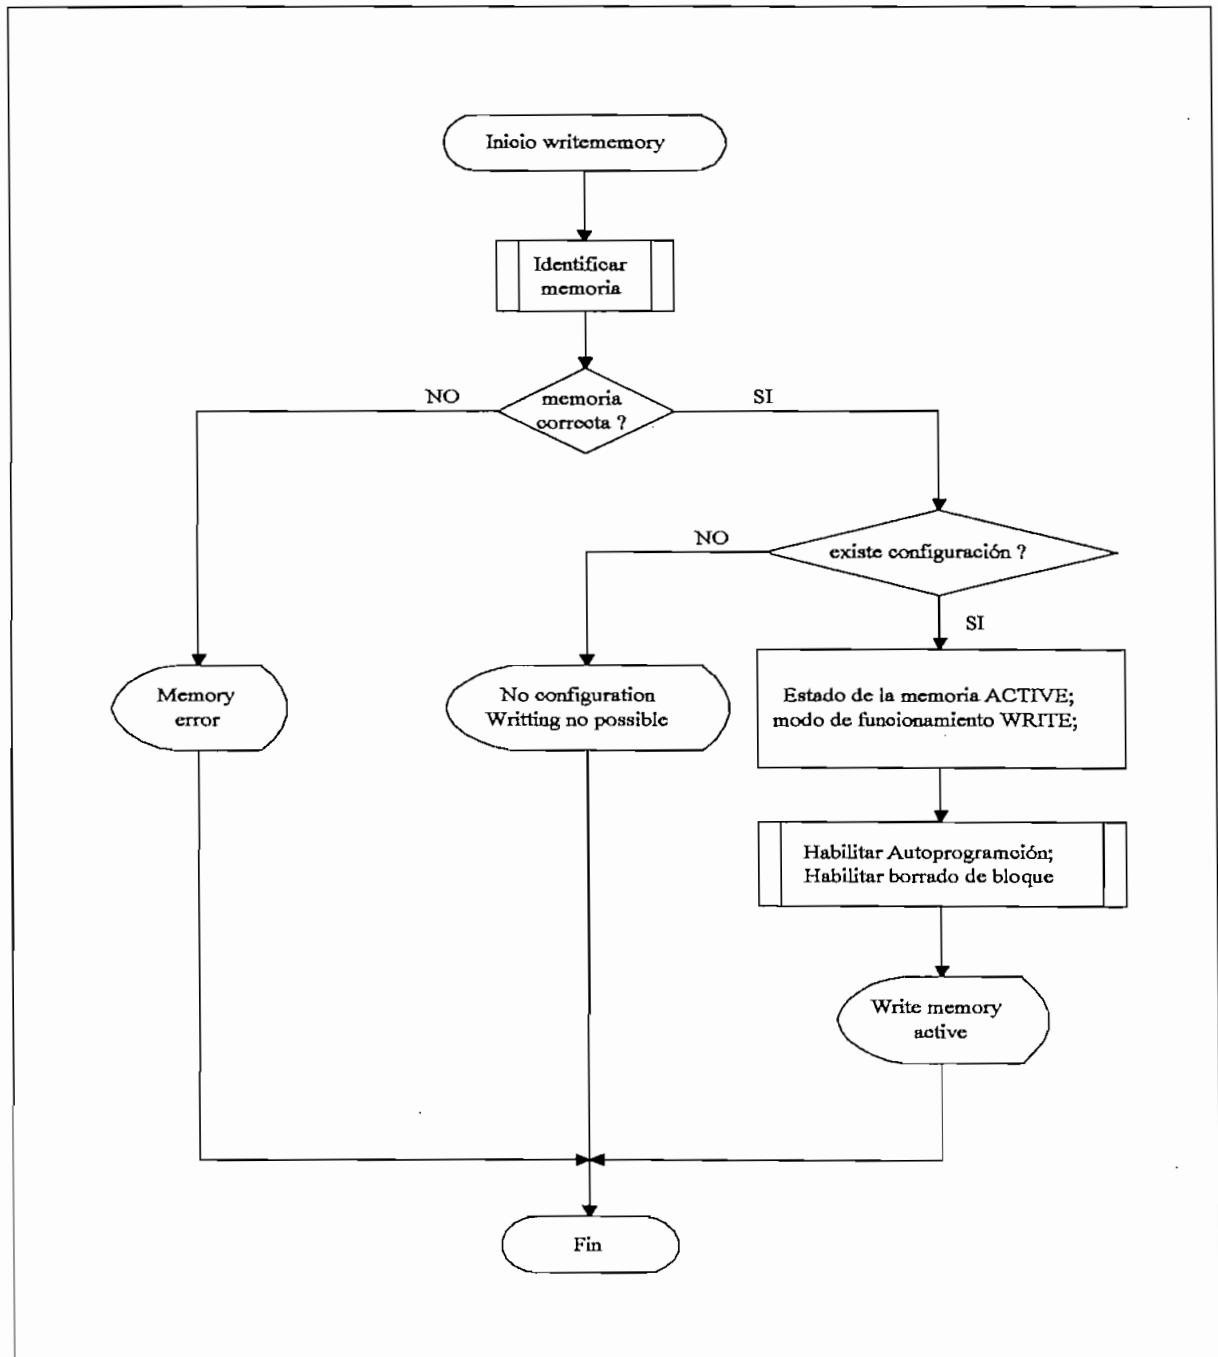 Inicio writememory
Identificar
memoria
NO
memoria
correcta ?
SI
NO
existe configuración ?
SI
Memory
error
No configuration
Writting no possible
Estado de la memoria ACTIVE;
modo de funcionamiento WRITE;
Habilitar Autoprogramción;
Habilitar borrado de bloque
Write memory
active
Fin